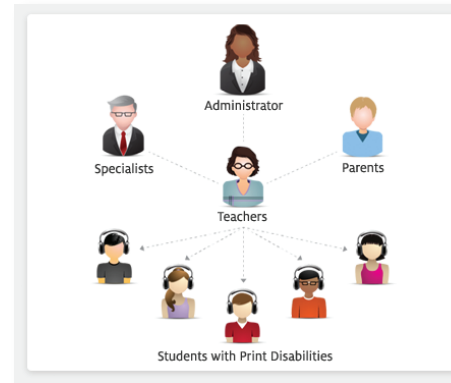 Administrator
Specialists
Parents
Teachers
Students with Print Disabilities